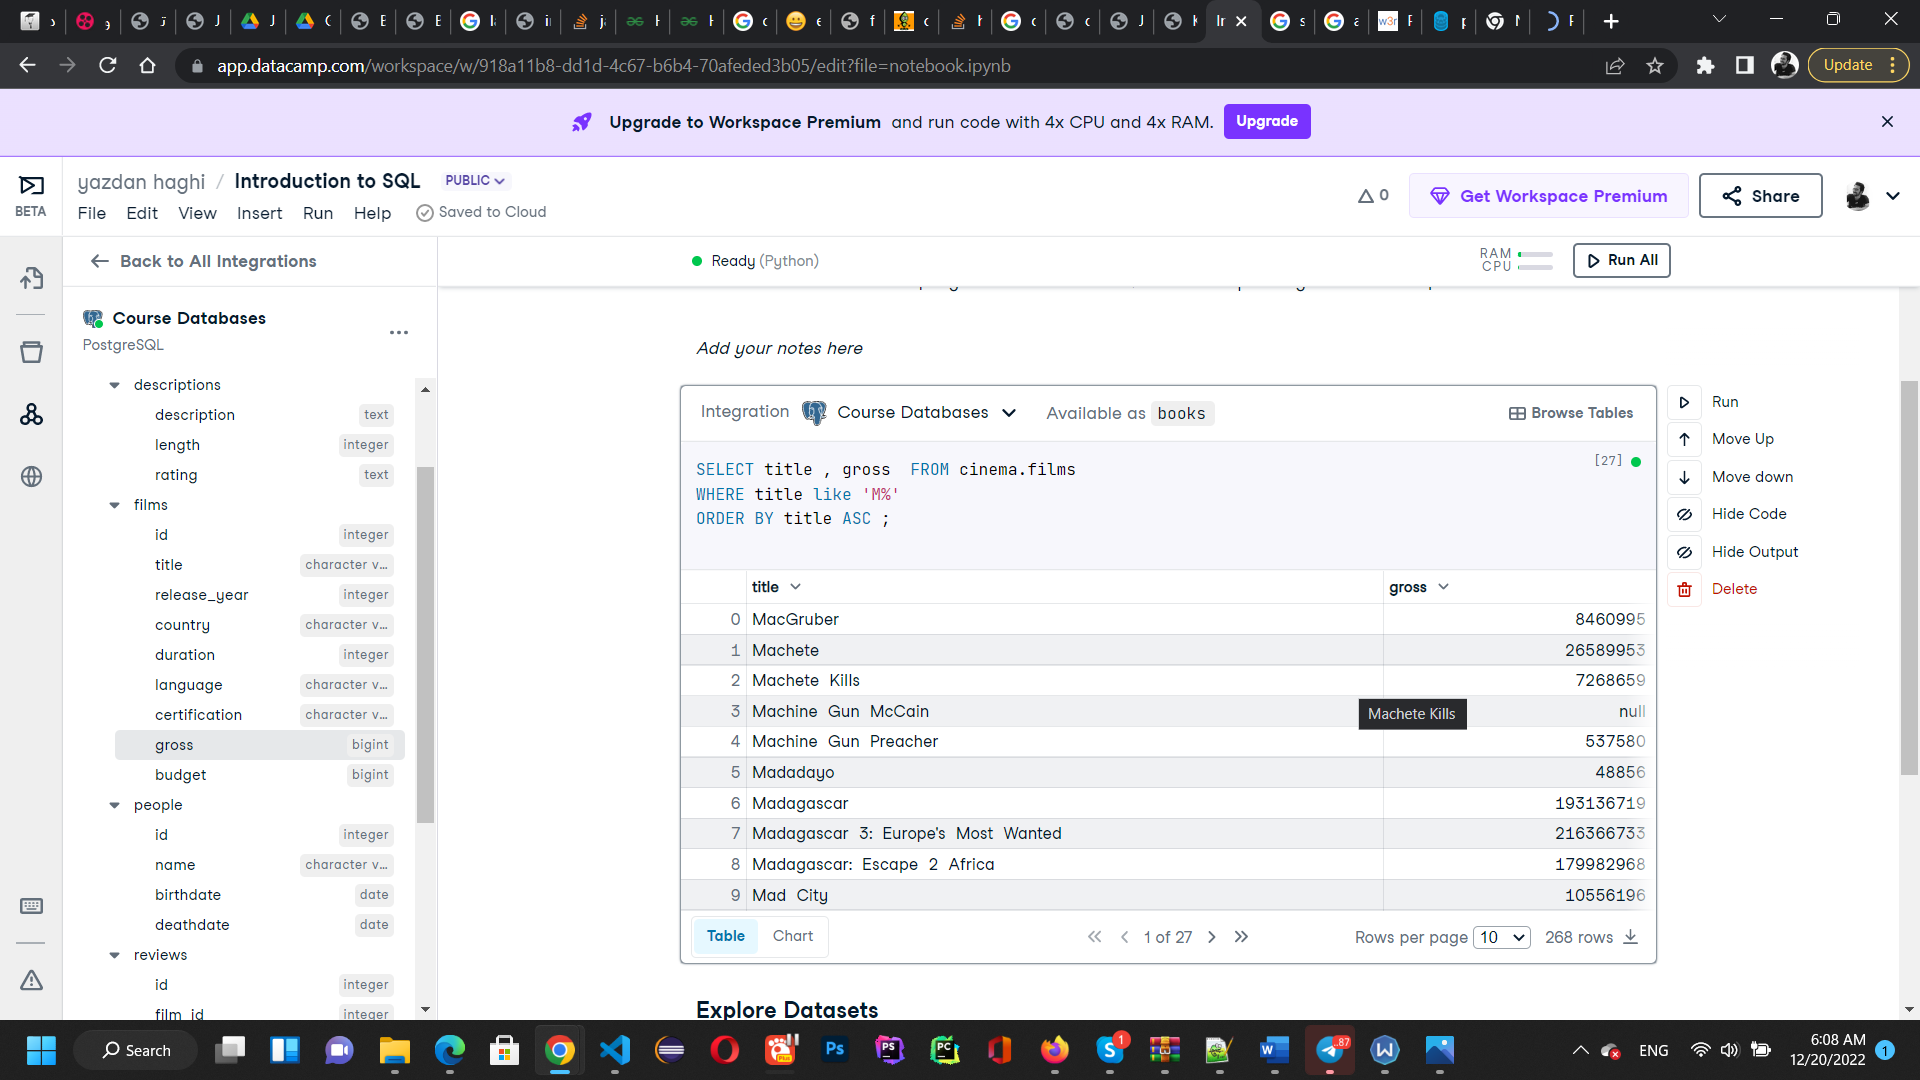 app.datacamp.com/workspace/w/918a11b8-dd1d-4c67-b6b4-70afeded3b05/edit?file=notebook.ipynb
Update
Upgrade to Workspace Premium and run code with 4x CPU and 4x RAM.
Upgrade
BETA
yazdan haghi / Introduction to SQL
PUBLIC
File Edit View Insert Run Help
Saved to Cloud
0
Get Workspace Premium
Share
Back to All Integrations
Ready (Python)
RAM
CPU
Run All
Course Databases
PostgreSQL
descriptions
description text
length integer
rating text
films
id integer
title character v...
release_year integer
country character v...
duration integer
language character v...
certification character v...
gross bigint
budget bigint
people
id integer
name character v...
birthdate date
deathdate date
reviews
id integer
film_id integer
Add your notes here
Integration Course Databases
Available as books
Browse Tables
SELECT title , gross  FROM cinema.films
WHERE title like 'M%'
ORDER BY title ASC ;
[27]
title gross
0 MacGruber 8460995
1 Machete 26589953
2 Machete Kills 7268659
3 Machine Gun McCain null
4 Machine Gun Preacher 537580
5 Madadayo 48856
6 Madagascar 193136719
7 Madagascar 3: Europe's Most Wanted 216366733
8 Madagascar: Escape 2 Africa 179982968
9 Mad City 10556196
Machete Kills
Table Chart
1 of 27
Rows per page 10
268 rows
Run
Move Up
Move down
Hide Code
Hide Output
Delete
Explore Datasets
Search
ENG
6:08 AM
12/20/2022
1